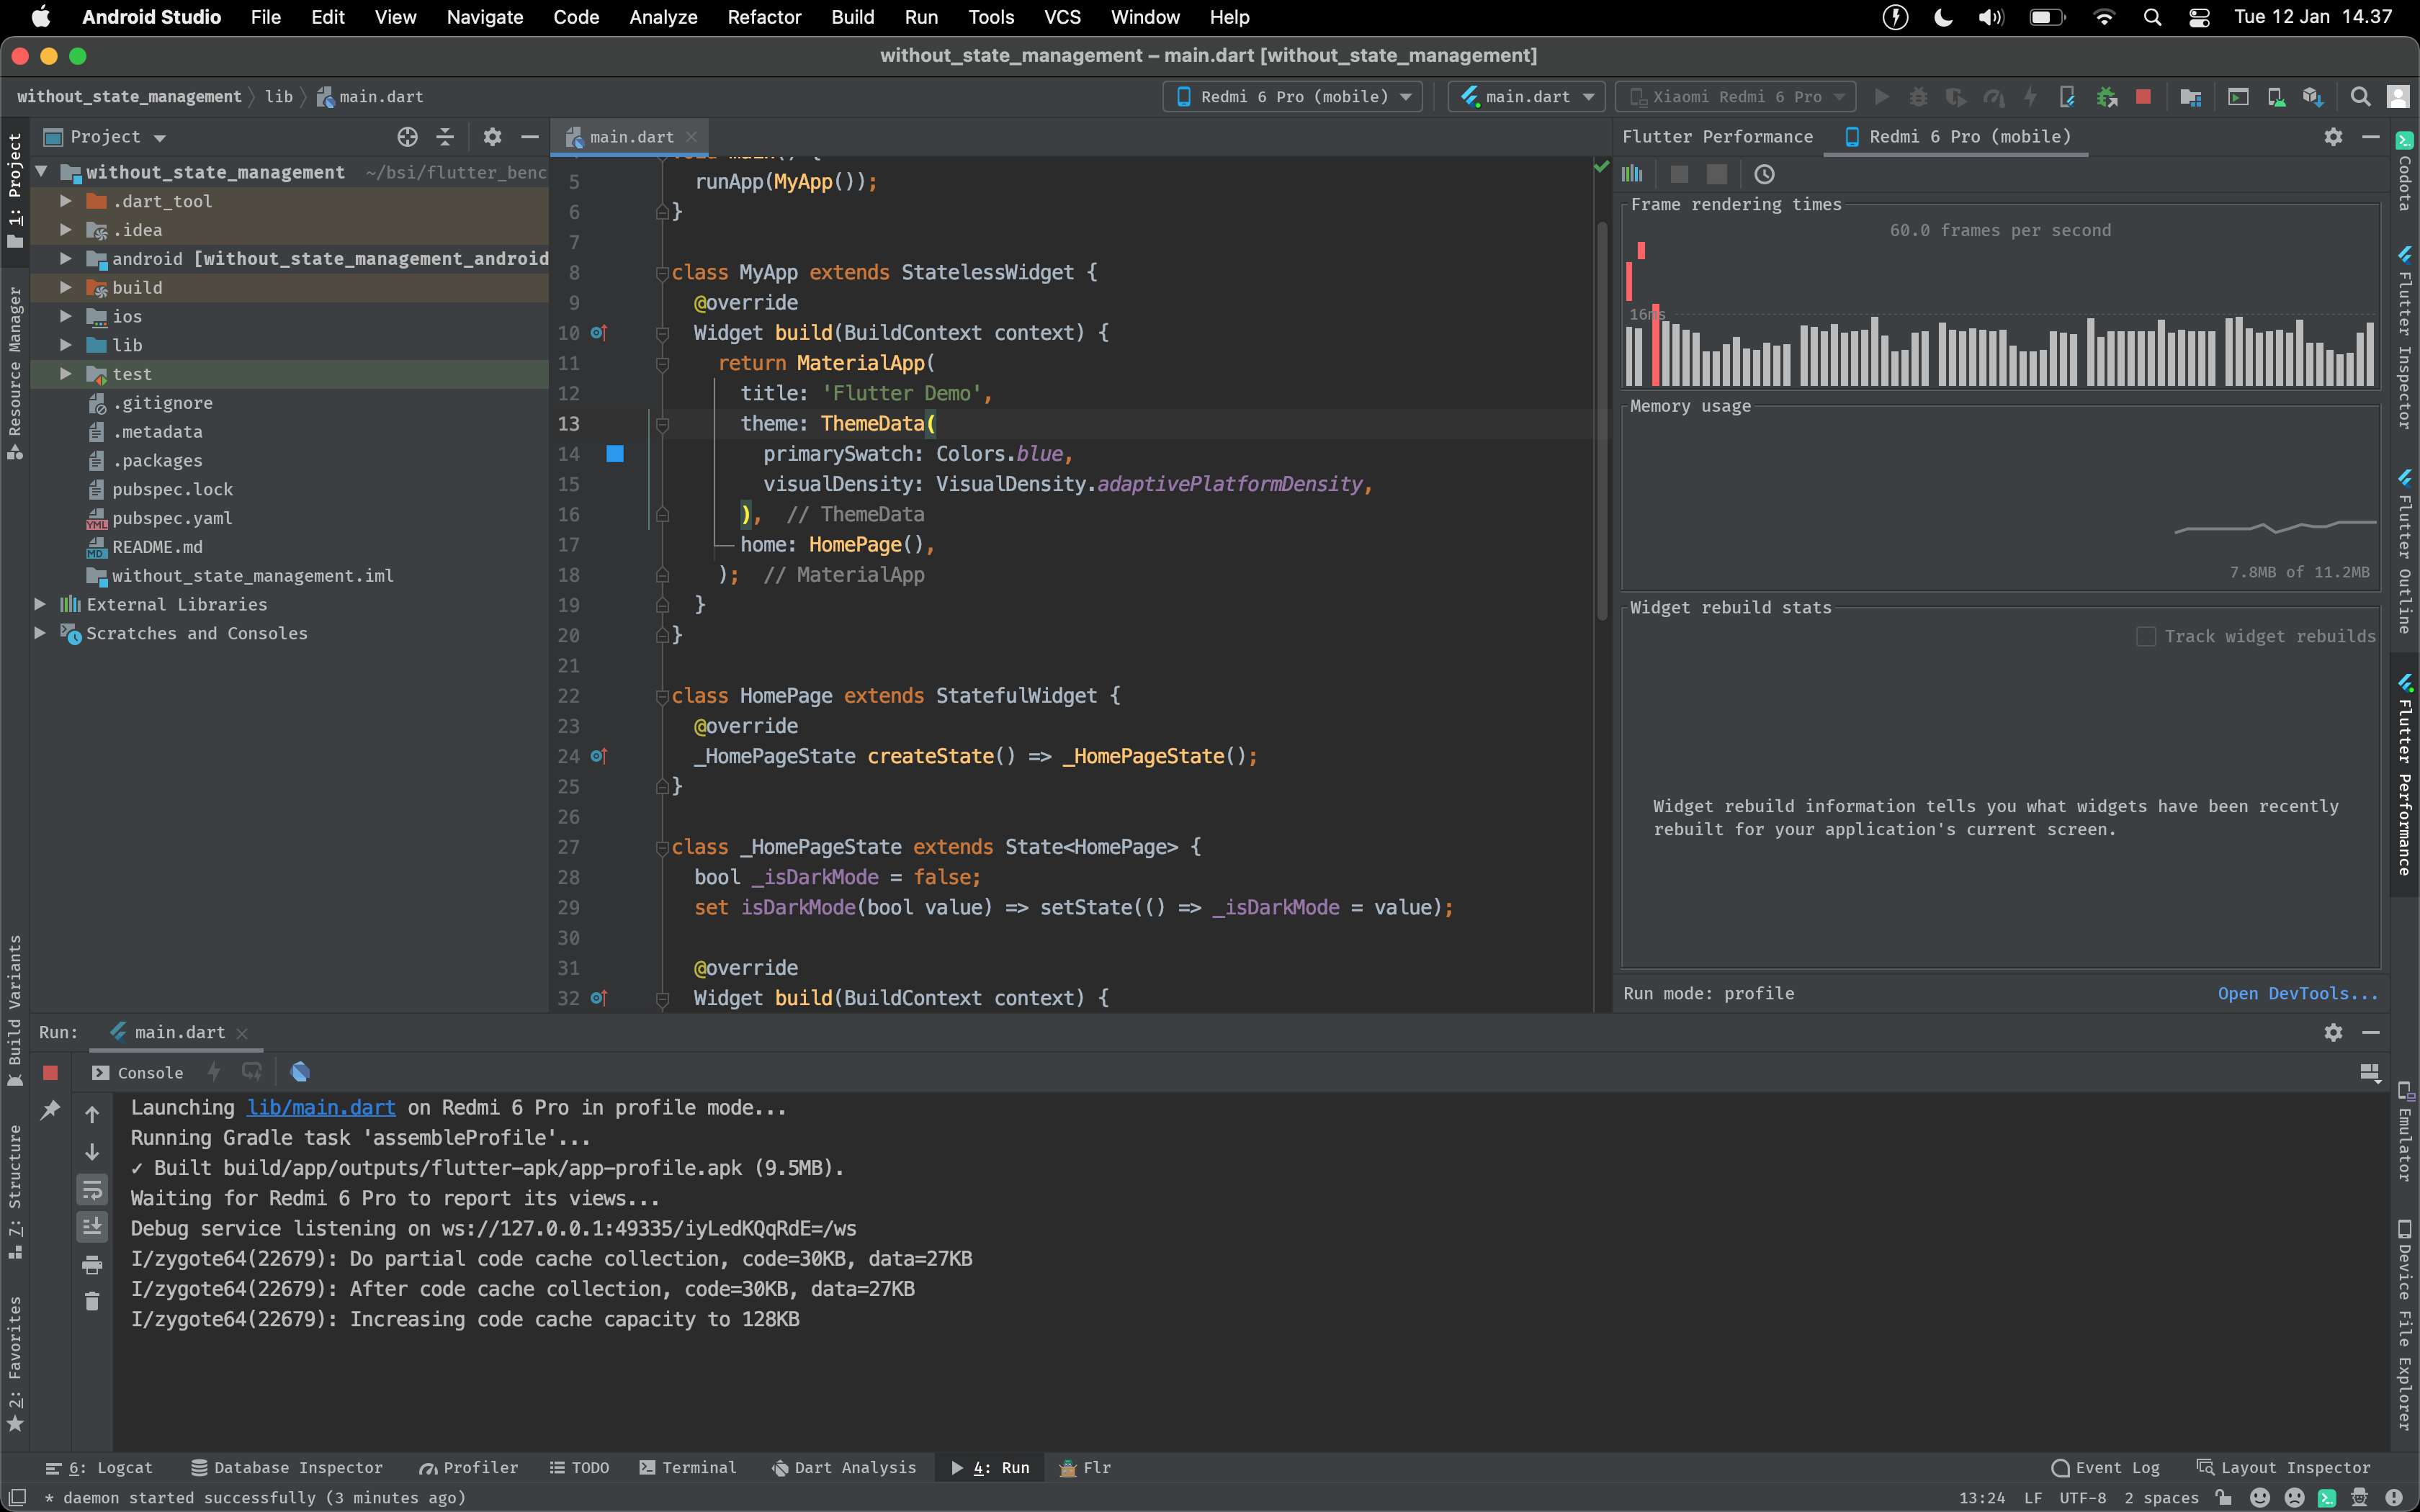 Android Studio File Edit View Navigate Code Analyze Refactor Build Run Tools VCS Window Help Tue 12 Jan 14.37
without_state_management – main.dart [without_state_management]
without_state_management lib main.dart Redmi 6 Pro (mobile) main.dart Xiaomi Redmi 6 Pro
1: Project
Resource Manager
Build Variants
7: Structure
2: Favorites
Project
without_state_management ~/bsi/flutter_benc
.dart_tool
.idea
android [without_state_management_android
build
ios
lib
test
.gitignore
.metadata
.packages
pubspec.lock
pubspec.yaml
README.md
without_state_management.iml
External Libraries
Scratches and Consoles
main.dart
5 runApp(MyApp());
6 }
7
8 class MyApp extends StatelessWidget {
9 @override
10 Widget build(BuildContext context) {
11 return MaterialApp(
12 title: 'Flutter Demo',
13 theme: ThemeData(
14 primarySwatch: Colors.blue,
15 visualDensity: VisualDensity.adaptivePlatformDensity,
16 ), // ThemeData
17 home: HomePage(),
18 ); // MaterialApp
19 }
20 }
21
22 class HomePage extends StatefulWidget {
23 @override
24 _HomePageState createState() => _HomePageState();
25 }
26
27 class _HomePageState extends State<HomePage> {
28 bool _isDarkMode = false;
29 set isDarkMode(bool value) => setState(() => _isDarkMode = value);
30
31 @override
32 Widget build(BuildContext context) {
Flutter Performance Redmi 6 Pro (mobile)
Frame rendering times
60.0 frames per second
16ms
Memory usage
7.8MB of 11.2MB
Widget rebuild stats
Track widget rebuilds
Widget rebuild information tells you what widgets have been recently
rebuilt for your application's current screen.
Run mode: profile Open DevTools...
Codota
Flutter Inspector
Flutter Outline
Flutter Performance
Emulator
Device File Explorer
Run: main.dart
Console
Launching lib/main.dart on Redmi 6 Pro in profile mode...
Running Gradle task 'assembleProfile'...
✓ Built build/app/outputs/flutter-apk/app-profile.apk (9.5MB).
Waiting for Redmi 6 Pro to report its views...
Debug service listening on ws://127.0.0.1:49335/iyLedKQqRdE=/ws
I/zygote64(22679): Do partial code cache collection, code=30KB, data=27KB
I/zygote64(22679): After code cache collection, code=30KB, data=27KB
I/zygote64(22679): Increasing code cache capacity to 128KB
6: Logcat Database Inspector Profiler TODO Terminal Dart Analysis 4: Run Flr Event Log Layout Inspector
* daemon started successfully (3 minutes ago) 13:24 LF UTF-8 2 spaces